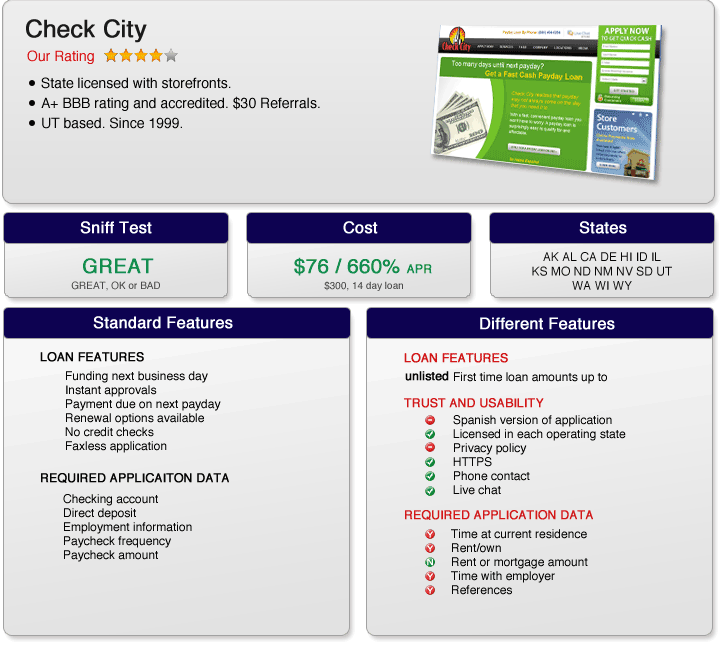 Check City
Our Rating
State licensed with storefronts.
A+ BBB rating and accredited. $30 Referrals.
UT based. Since 1999.
Check City
APPLY NOW
TO GET QUICK CASH
Too many days until next payday?
Get a Fast Cash Payday Loan
Store
Customers
Sniff Test
GREAT
GREAT, OK or BAD
Cost
$76 / 660% APR
$300, 14 day loan
States
AK AL CA DE HI ID IL
KS MO ND NM NV SD UT
WA WI WY
Standard Features
LOAN FEATURES
Funding next business day
Instant approvals
Payment due on next payday
Renewal options available
No credit checks
Faxless application
REQUIRED APPLICAITON DATA
Checking account
Direct deposit
Employment information
Paycheck frequency
Paycheck amount
Different Features
LOAN FEATURES
unlisted First time loan amounts up to
TRUST AND USABILITY
Spanish version of application
Licensed in each operating state
Privacy policy
HTTPS
Phone contact
Live chat
REQUIRED APPLICATION DATA
Y Time at current residence
Y Rent/own
N Rent or mortgage amount
Y Time with employer
Y References